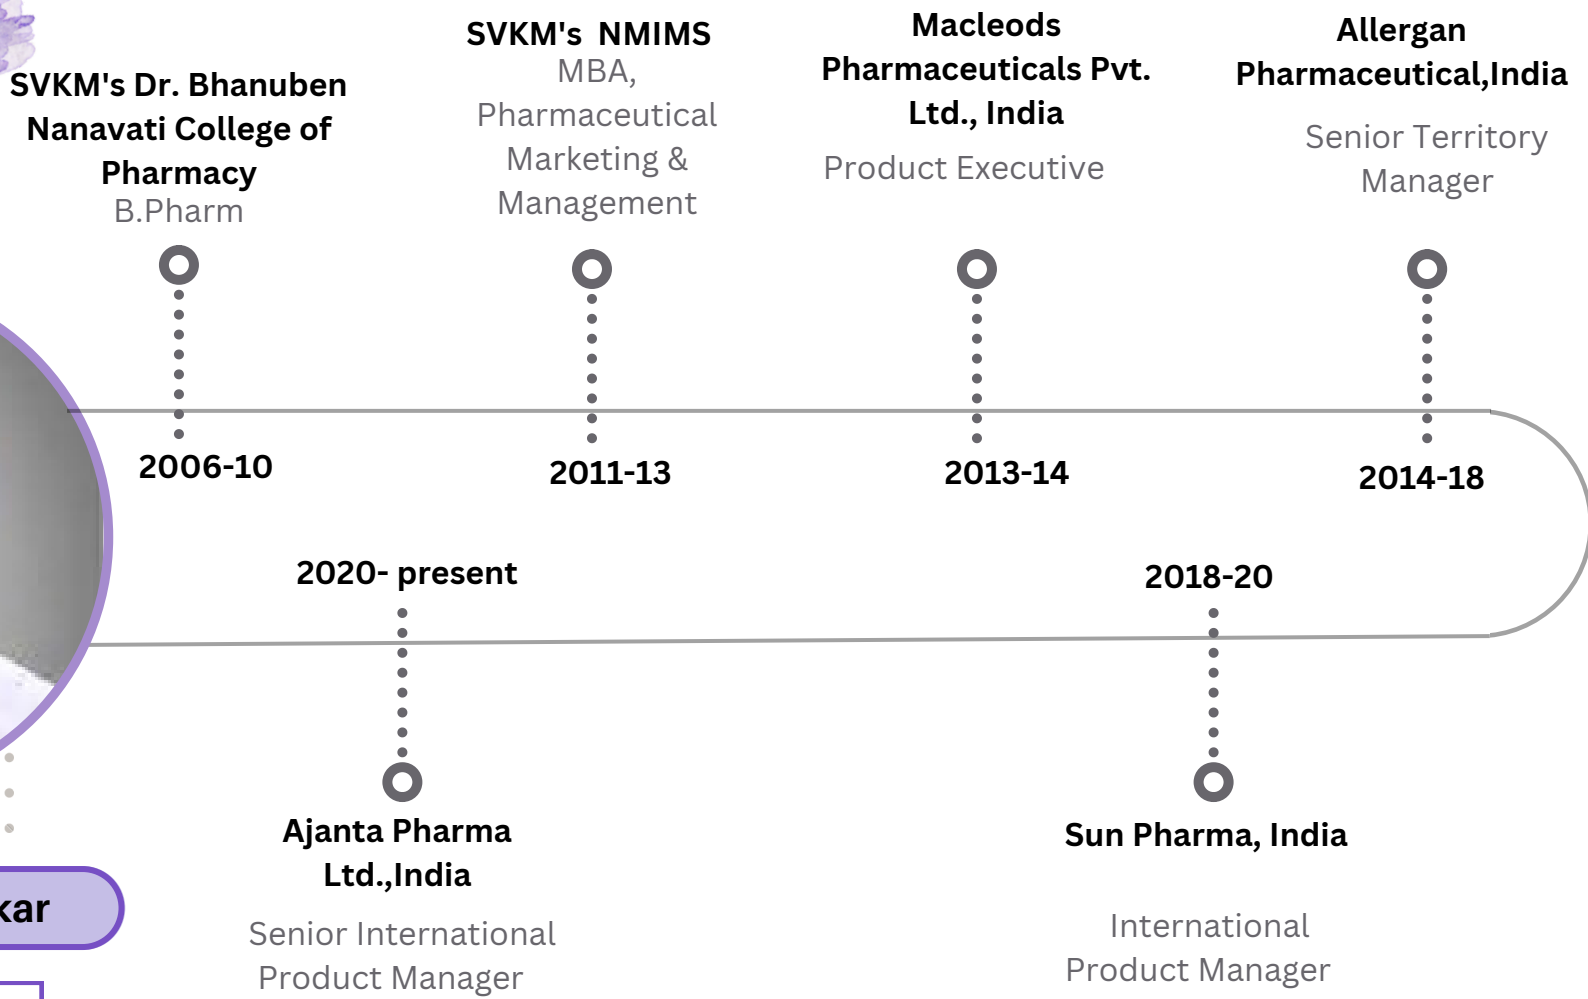 SVKM's Dr. Bhanuben
Nanavati College of
Pharmacy
B.Pharm
2006-10
SVKM's  NMIMS
MBA,
Pharmaceutical
Marketing &
Management
2011-13
Macleods
Pharmaceuticals Pvt.
Ltd., India
Product Executive
2013-14
Allergan
Pharmaceutical,India
Senior Territory
Manager
2014-18
2018-20
Sun Pharma, India
International
Product Manager
2020- present
Ajanta Pharma
Ltd.,India
Senior International
Product Manager
kar